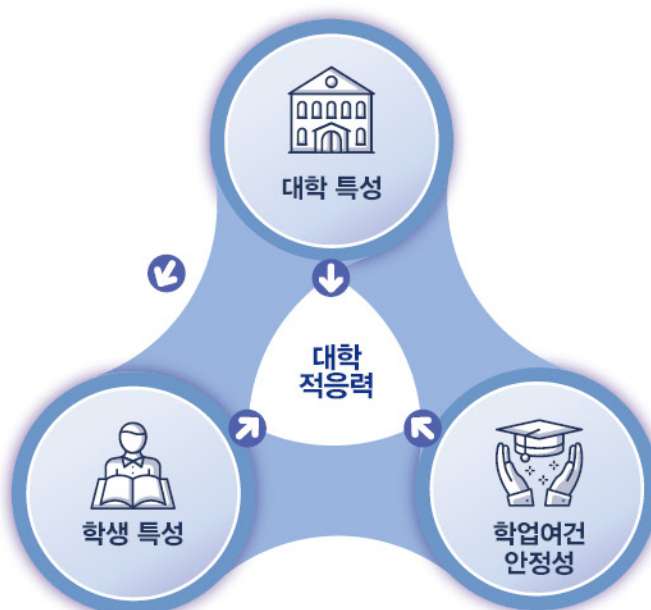 대학 특성
대학
적응력
학생 특성
학업여건
안정성